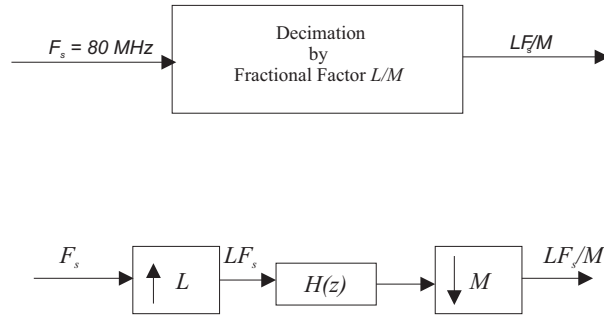 F_s = 80 MHz
Decimation
by
Fractional Factor L/M
LF_s/M
F_s
L
LF_s
H(z)
M
LF_s/M